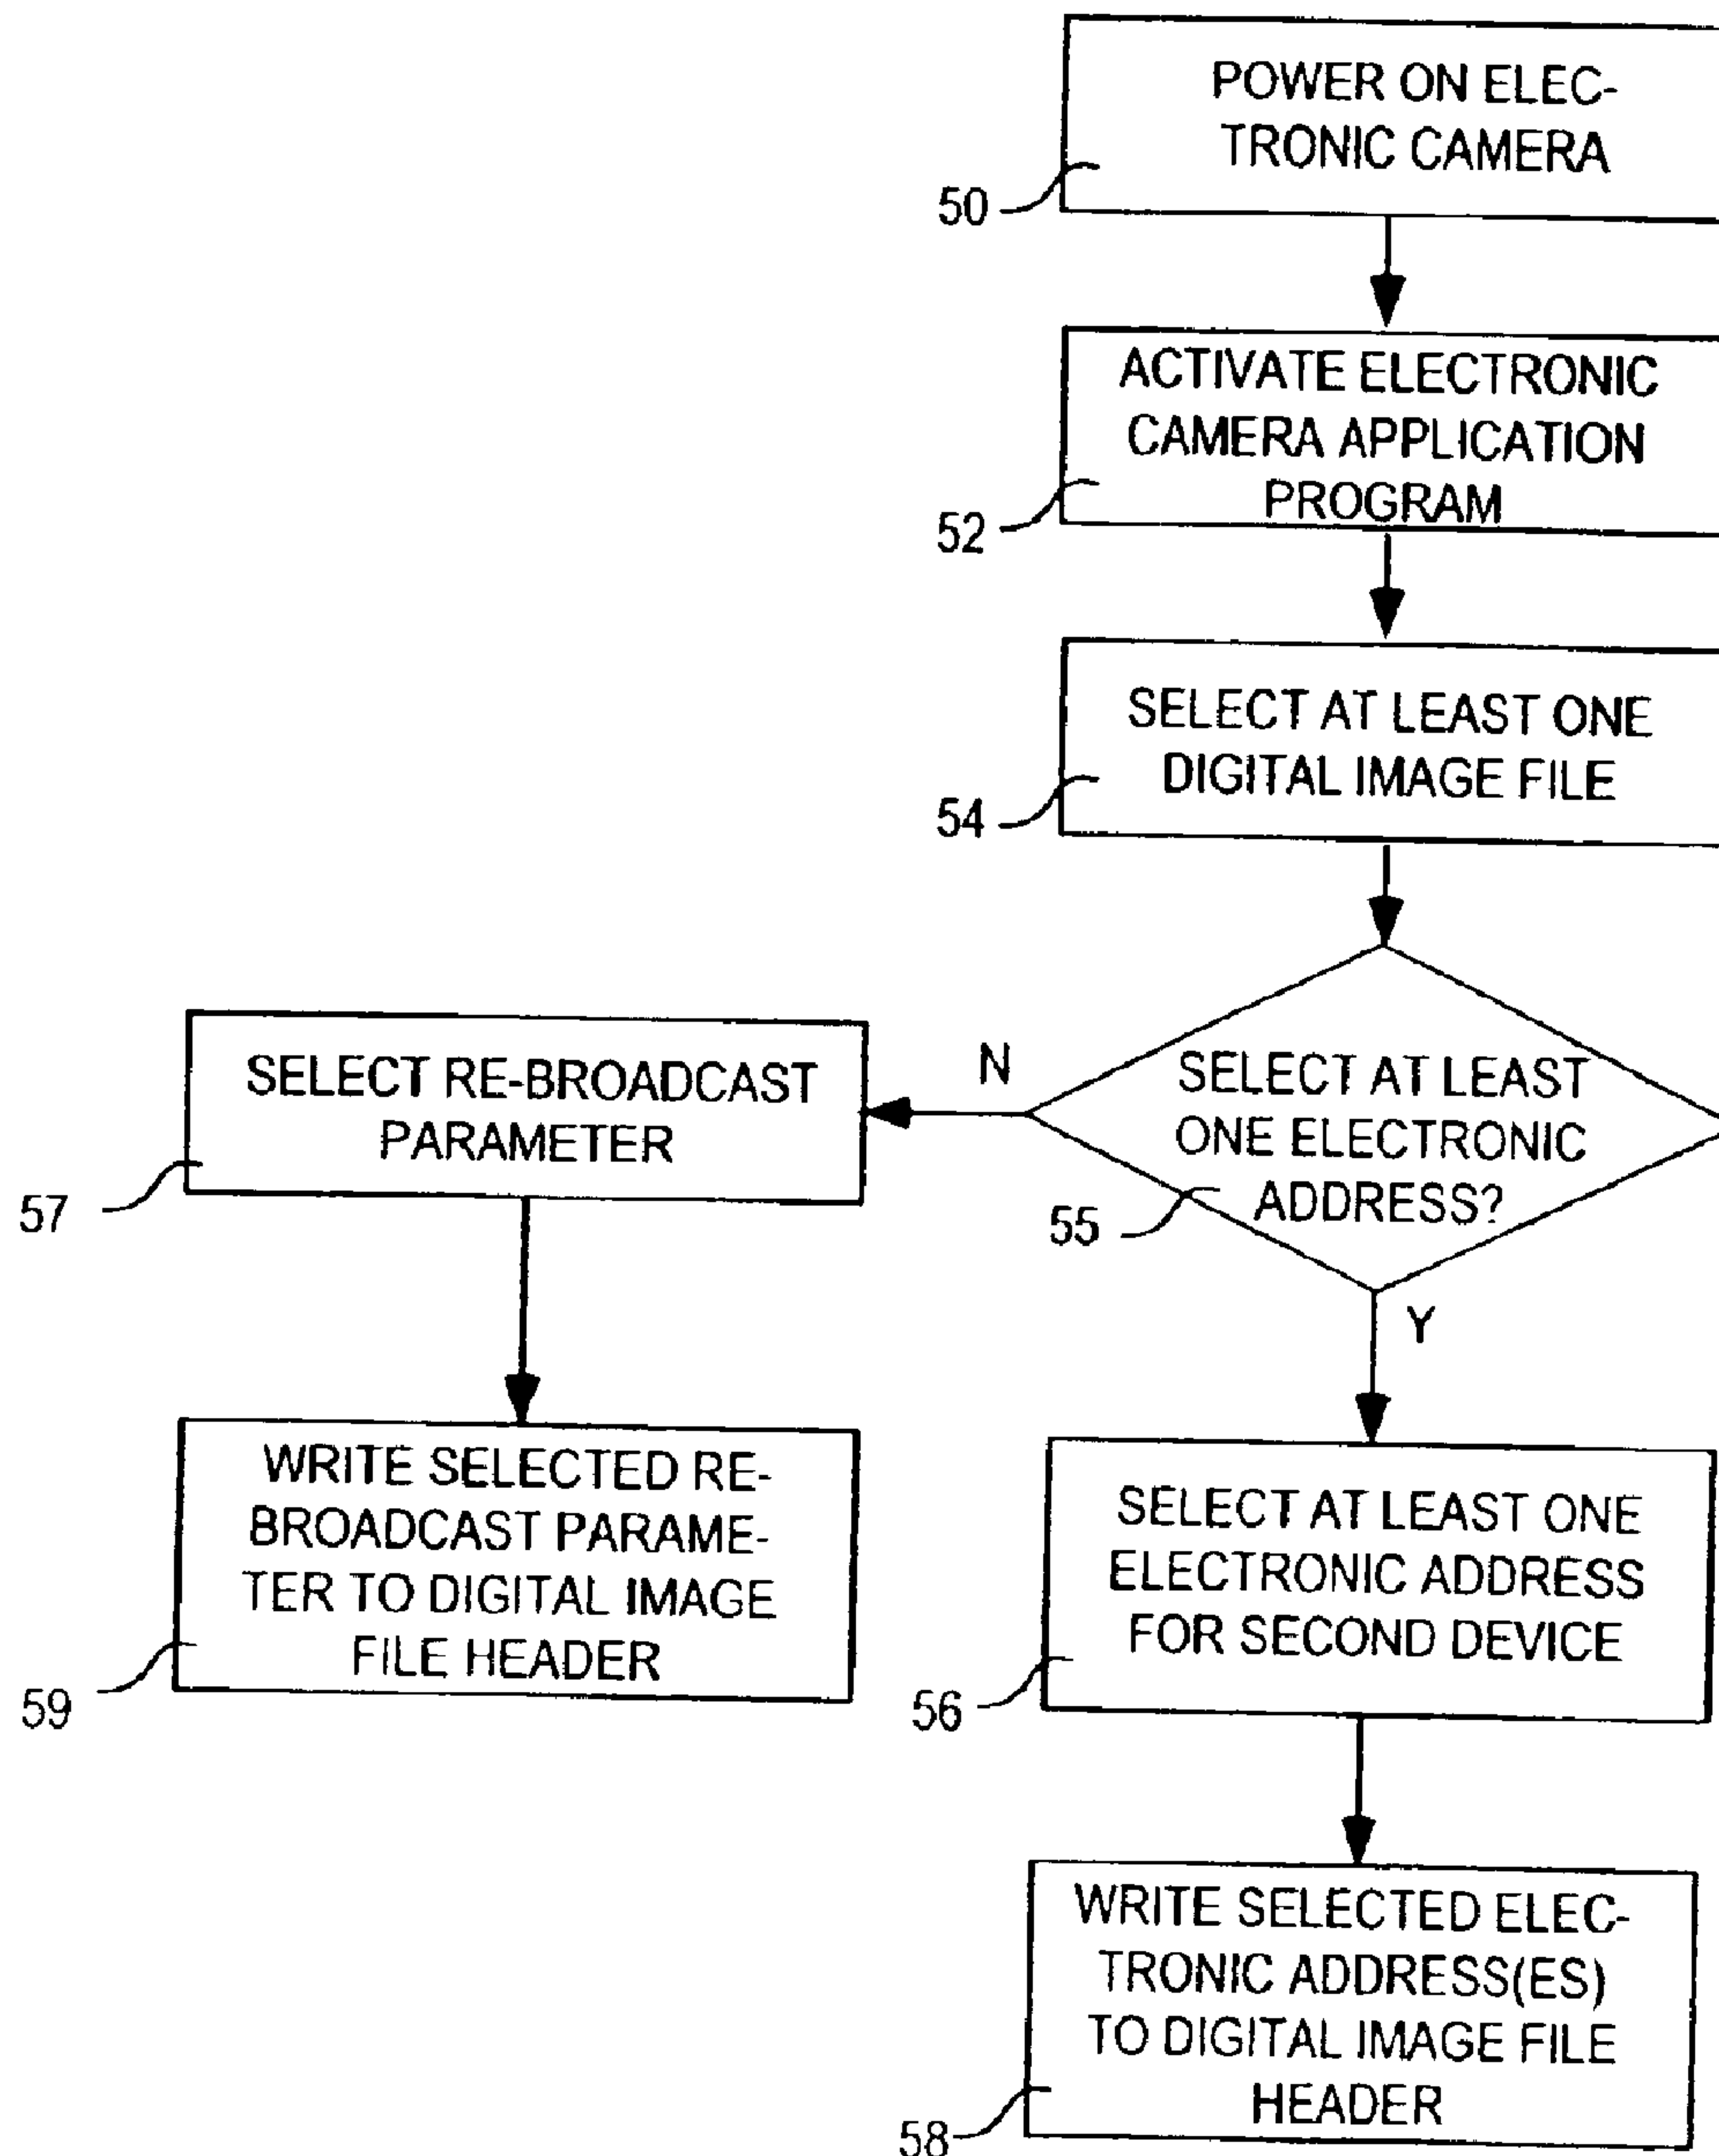 POWER ON ELEC-
TRONIC CAMERA
50
ACTIVATE ELECTRONIC
CAMERA APPLICATION
PROGRAM
52
SELECT AT LEAST ONE
DIGITAL IMAGE FILE
54
SELECT AT LEAST
ONE ELECTRONIC
ADDRESS?
55
N
Y
SELECT RE-BROADCAST
PARAMETER
57
WRITE SELECTED RE-
BROADCAST PARAME-
TER TO DIGITAL IMAGE
FILE HEADER
59
SELECT AT LEAST ONE
ELECTRONIC ADDRESS
FOR SECOND DEVICE
56
WRITE SELECTED ELEC-
TRONIC ADDRESS(ES)
TO DIGITAL IMAGE FILE
HEADER
58